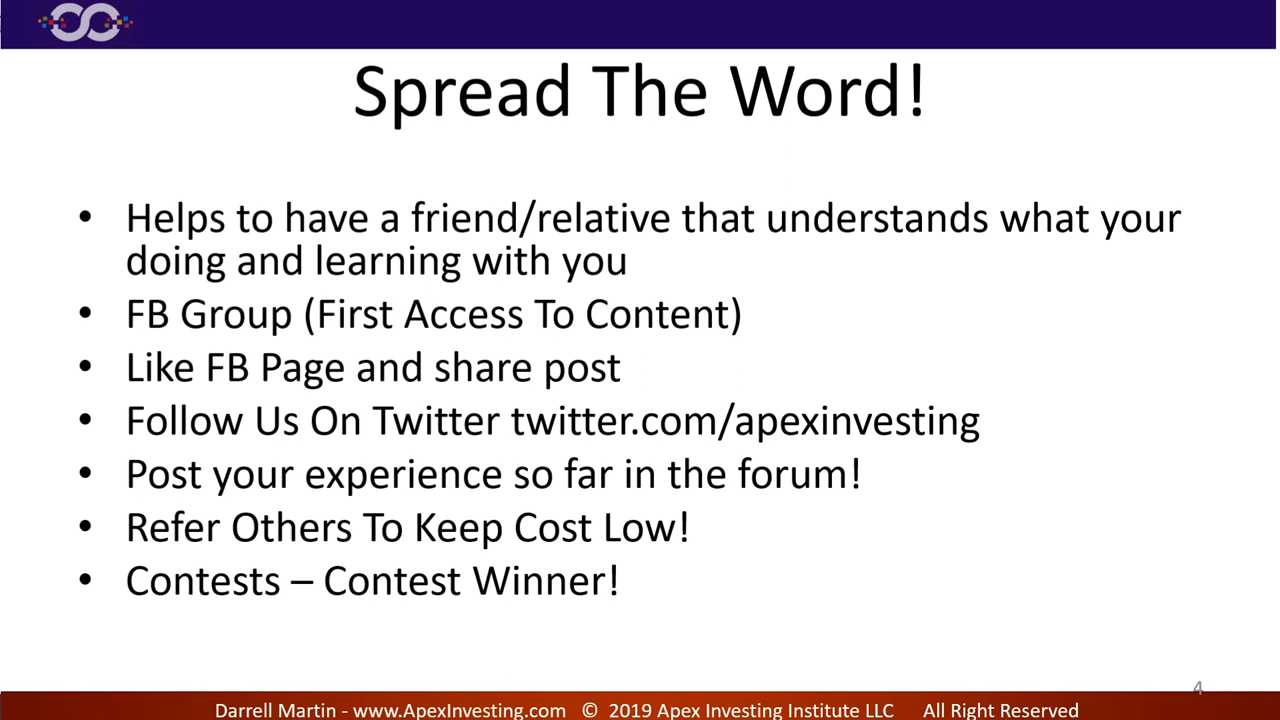 Spread The Word!
• Helps to have a friend/relative that understands what your
doing and learning with you
• FB Group (First Access To Content)
• Like FB Page and share post
• Follow Us On Twitter twitter.com/apexinvesting
• Post your experience so far in the forum!
• Refer Others To Keep Cost Low!
• Contests – Contest Winner!
4
Darrell Martin - www.ApexInvesting.com © 2019 Apex Investing Institute LLC All Right Reserved